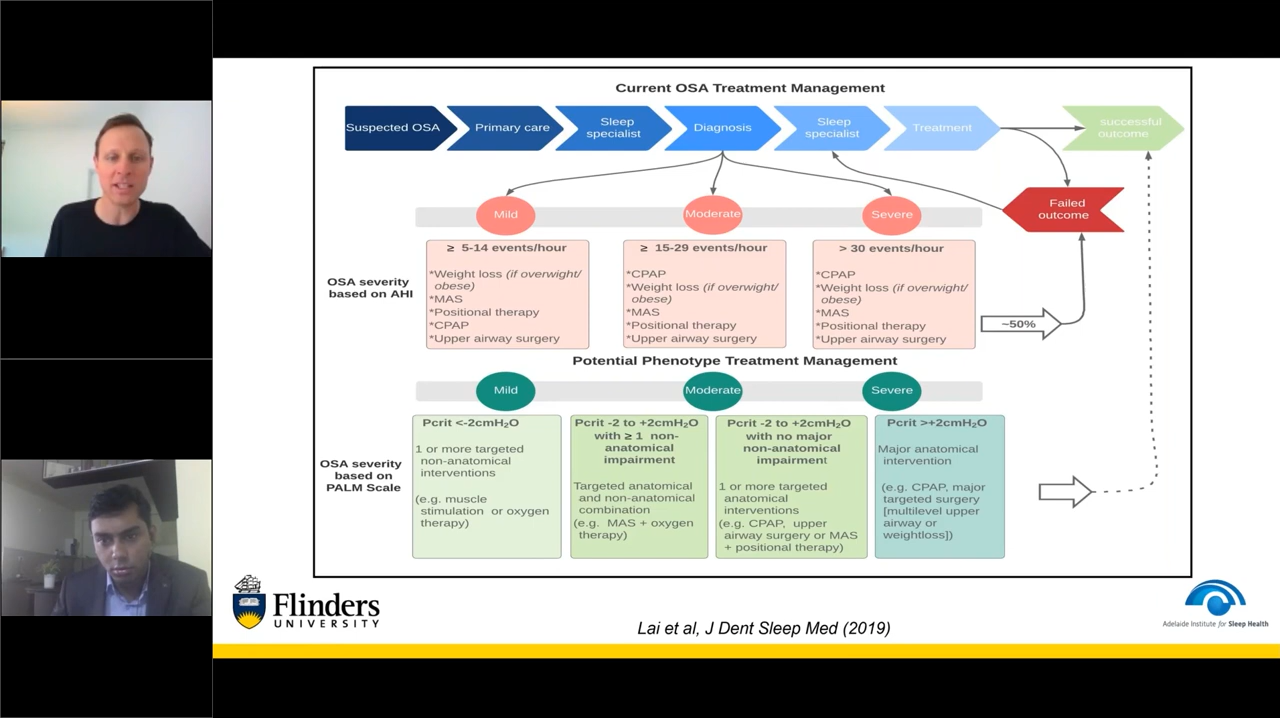 Current OSA Treatment Management
Suspected OSA
Primary care
Sleep
specialist
Diagnosis
Sleep
specialist
Treatment
successful
outcome
Failed
outcome
Mild
Moderate
Severe
OSA severity
based on AHI
≥ 5-14 events/hour
*Weight loss (if overwight/
obese)
*MAS
*Positional therapy
*CPAP
*Upper airway surgery
≥ 15-29 events/hour
*CPAP
*Weight loss (if overwight/
obese)
*MAS
*Positional therapy
*Upper airway surgery
> 30 events/hour
*CPAP
*Weight loss (if overwight/
obese)
*MAS
*Positional therapy
*Upper airway surgery
~50%
Potential Phenotype Treatment Management
Mild
Moderate
Severe
OSA severity
based on
PALM Scale
Pcrit <-2cmH₂O
1 or more targeted
non-anatomical
interventions
(e.g. muscle
stimulation or oxygen
therapy)
Pcrit -2 to +2cmH₂O
with ≥ 1 non-
anatomical
impairment
Targeted anatomical
and non-anatomical
combination
(e.g. MAS + oxygen
therapy)
Pcrit -2 to +2cmH₂O
with no major
non-anatomical
impairment
1 or more targeted
anatomical
interventions
(e.g. CPAP, upper
airway surgery or MAS
+ positional therapy)
Pcrit >+2cmH₂O
Major anatomical
intervention
(e.g. CPAP, major
targeted surgery
[multilevel upper
airway or
weightloss])
Flinders
UNIVERSITY
Lai et al, J Dent Sleep Med (2019)
Adelaide Institute for Sleep Health